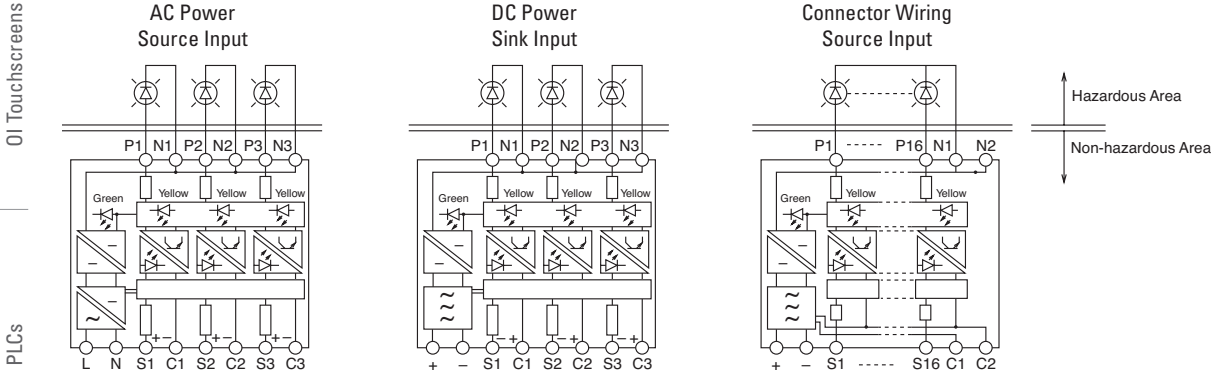 OI Touchscreens
PLCs
AC Power
Source Input
P1 N1 P2 N2 P3 N3
Green
Yellow
Yellow
–
–
–
~
+ –
+ –
+ –
L N S1 C1 S2 C2 S3 C3
DC Power
Sink Input
P1 N1 P2 N2 P3 N3
Green
Yellow
Yellow
–
–
~
~
~
– +
– +
– +
+ – S1 C1 S2 C2 S3 C3
Connector Wiring
Source Input
P1 ----- P16 N1 N2
Green
Yellow
Yellow
–
–
~
~
~
+ – S1 ----- S16 C1 C2
Hazardous Area
Non-hazardous Area